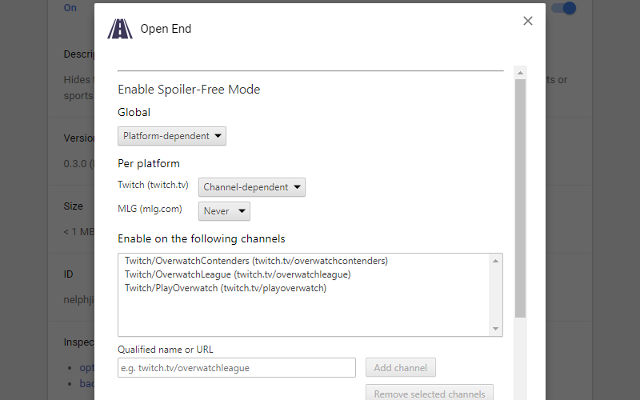 On
Open End
Descrip
Hides
ts or
sports
Enable Spoiler-Free Mode
Global
Platform-dependent
Version
0.3.0
Per platform
Twitch (twitch.tv)
Channel-dependent
Size
MLG (mlg.com)
Never
< 1 MB
Enable on the following channels
Twitch/OverwatchContenders (twitch.tv/overwatchcontenders)
ID
Twitch/OverwatchLeague (twitch.tv/overwatchleague)
nelphji
Twitch/PlayOverwatch (twitch.tv/playoverwatch)
Inspec
Qualified name or URL
e.g. twitch.tv/overwatchleague
Add channel
opt
bac
Remove selected channels